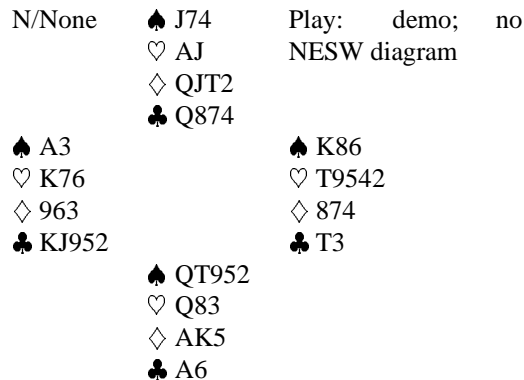 N/None ♠ J74 Play: demo; no
♡ AJ NESW diagram
♢ QJT2
♣ Q874
♠ A3 ♠ K86
♡ K76 ♡ T9542
♢ 963 ♢ 874
♣ KJ952 ♣ T3
♠ QT952
♡ Q83
♢ AK5
♣ A6